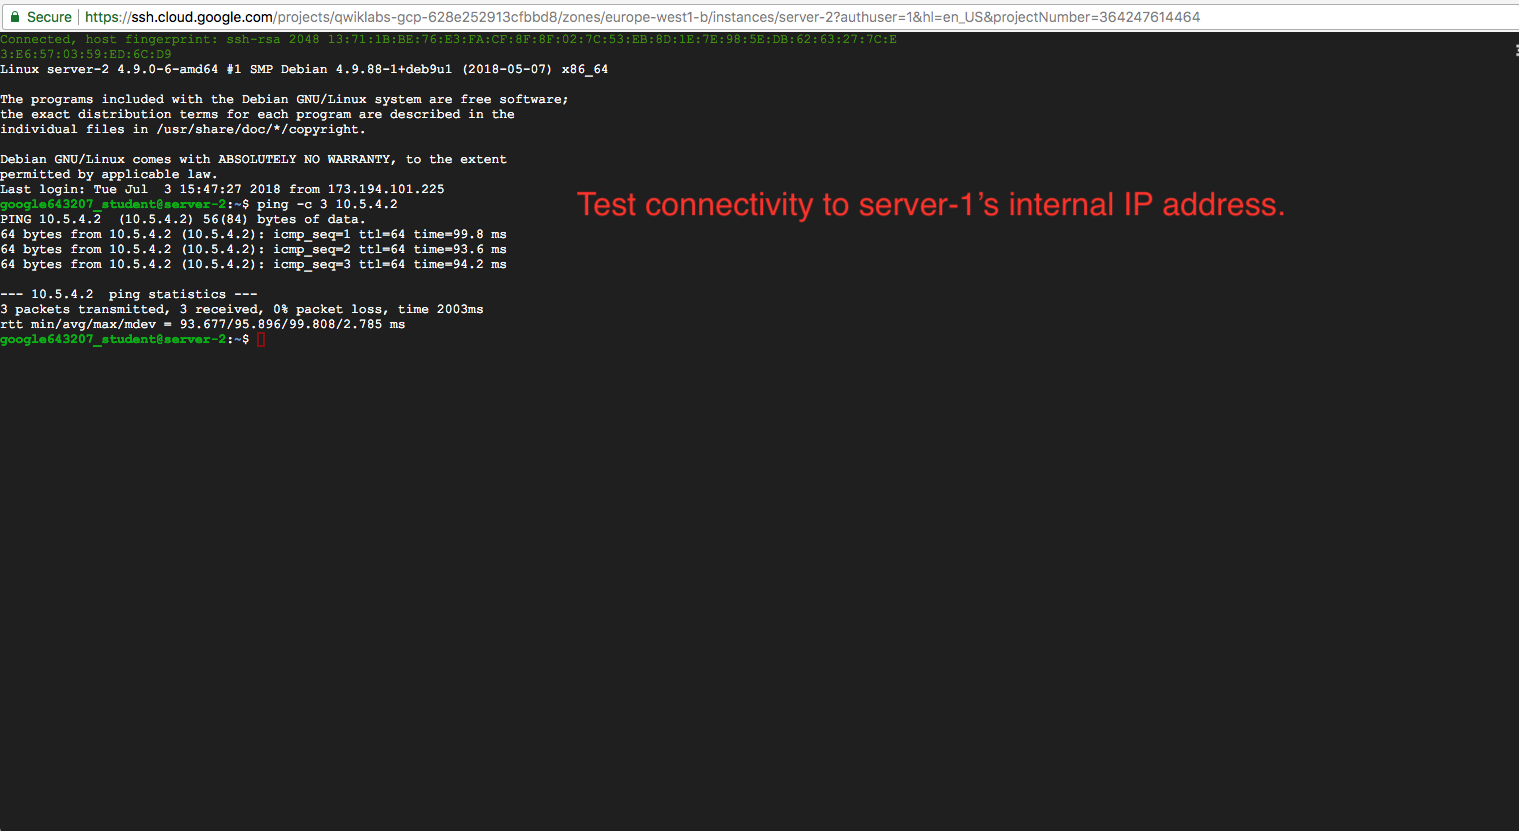 Secure https://ssh.cloud.google.com/projects/qwiklabs-gcp-628e252913cfbbd8/zones/europe-west1-b/instances/server-2?authuser=1&hl=en_US&projectNumber=364247614464
Connected, host fingerprint: ssh-rsa 2048 13:71:1B:BE:76:E3:FA:CF:8F:8F:02:7C:53:EB:8D:1E:7E:98:5E:DB:62:63:27:7C:E
3:E6:57:03:59:ED:6C:D9
Linux server-2 4.9.0-6-amd64 #1 SMP Debian 4.9.88-1+deb9u1 (2018-05-07) x86_64
The programs included with the Debian GNU/Linux system are free software;
the exact distribution terms for each program are described in the
individual files in /usr/share/doc/*/copyright.
Debian GNU/Linux comes with ABSOLUTELY NO WARRANTY, to the extent
permitted by applicable law.
Last login: Tue Jul  3 15:47:27 2018 from 173.194.101.225
google643207_student@server-2:~$ ping -c 3 10.5.4.2
Test connectivity to server-1's internal IP address.
PING 10.5.4.2  (10.5.4.2) 56(84) bytes of data.
64 bytes from 10.5.4.2 (10.5.4.2): icmp_seq=1 ttl=64 time=99.8 ms
64 bytes from 10.5.4.2 (10.5.4.2): icmp_seq=2 ttl=64 time=93.6 ms
64 bytes from 10.5.4.2 (10.5.4.2): icmp_seq=3 ttl=64 time=94.2 ms
--- 10.5.4.2  ping statistics ---
3 packets transmitted, 3 received, 0% packet loss, time 2003ms
rtt min/avg/max/mdev = 93.677/95.896/99.808/2.785 ms
google643207_student@server-2:~$